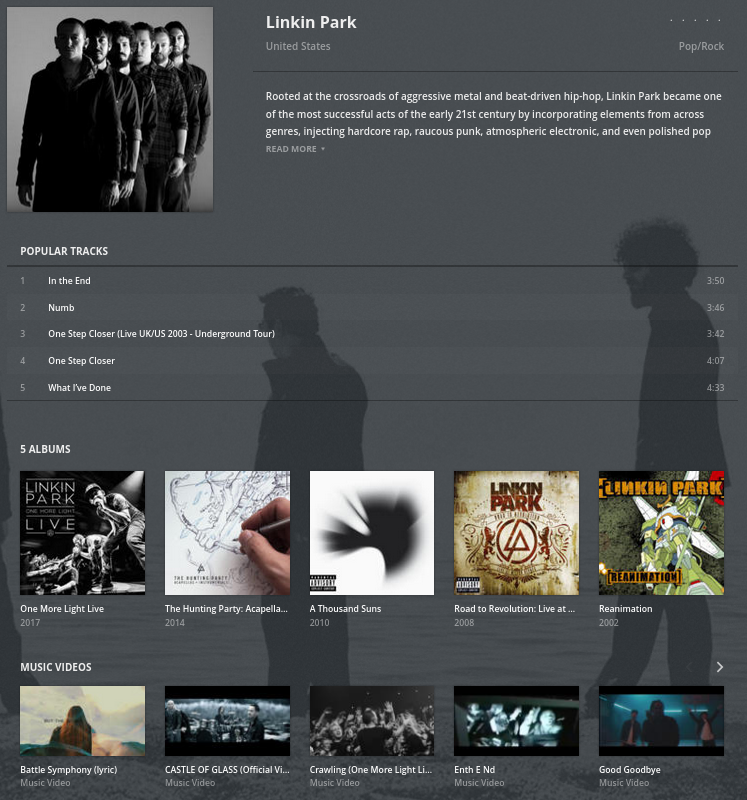 Linkin Park
United States
Pop/Rock
Rooted at the crossroads of aggressive metal and beat-driven hip-hop, Linkin Park became one
of the most successful acts of the early 21st century by incorporating elements from across
genres, injecting hardcore rap, raucous punk, atmospheric electronic, and even polished pop
READ MORE
POPULAR TRACKS
1 In the End 3:50
2 Numb 3:46
3 One Step Closer (Live UK/US 2003 - Underground Tour) 3:42
4 One Step Closer 4:07
5 What I've Done 4:33
5 ALBUMS
LINKIN
PARK
ONE MORE LIGHT
LIVE
THE HUNTING PARTY
LINKIN
PARK
LINKIN PARK
[REANIMATION]
One More Light Live
The Hunting Party: Acapella...
A Thousand Suns
Road to Revolution: Live at ...
Reanimation
2017
2014
2010
2008
2002
MUSIC VIDEOS
Battle Symphony (lyric)
CASTLE OF GLASS (Official Vi...
Crawling (One More Light Li...
Enth E Nd
Good Goodbye
Music Video
Music Video
Music Video
Music Video
Music Video